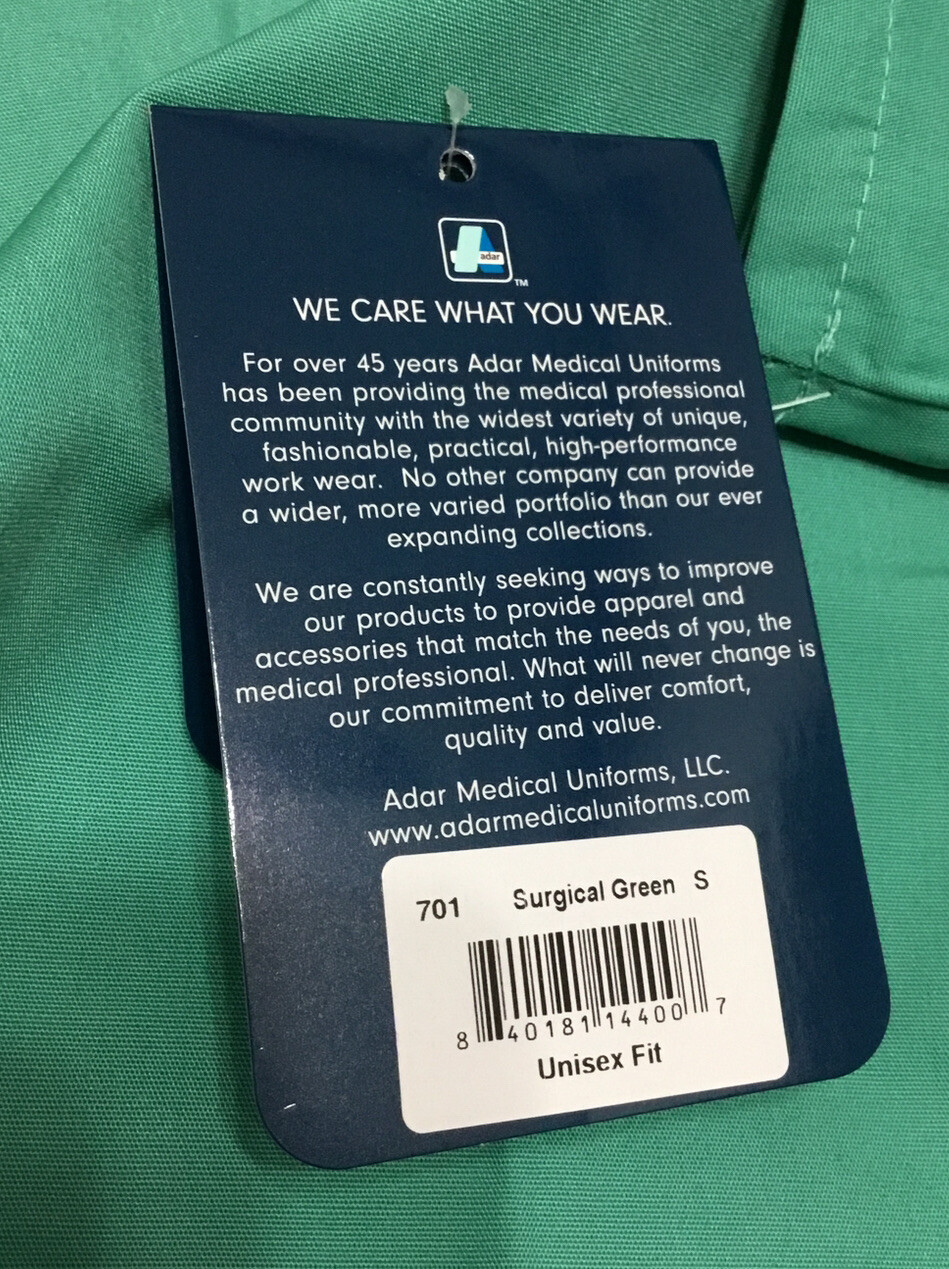 adar
TM
WE CARE WHAT YOU WEAR.
For over 45 years Adar Medical Uniforms
has been providing the medical professional
community with the widest variety of unique,
fashionable, practical, high-performance
work wear. No other company can provide
a wider, more varied portfolio than our ever
expanding collections.
We are constantly seeking ways to improve
our products to provide apparel and
accessories that match the needs of you, the
medical professional. What will never change is
our commitment to deliver comfort,
quality and value.
Adar Medical Uniforms, LLC.
www.adarmedicaluniforms.com
701 Surgical Green S
8 40181 14400 7
Unisex Fit